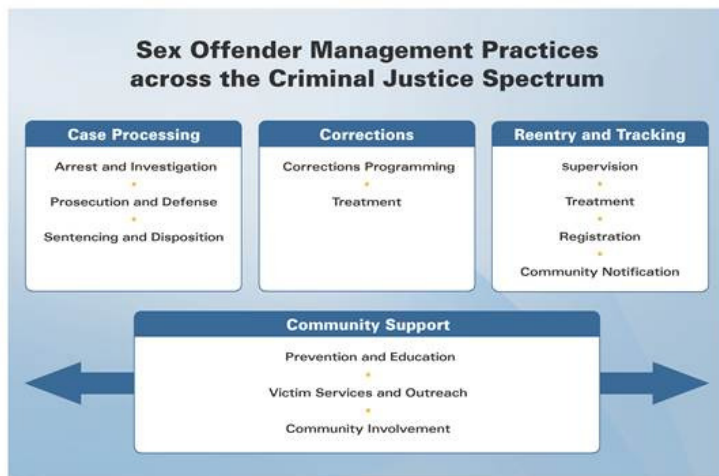 Sex Offender Management Practices
across the Criminal Justice Spectrum
Case Processing
Arrest and Investigation
Prosecution and Defense
Sentencing and Disposition
Corrections
Corrections Programming
Treatment
Reentry and Tracking
Supervision
Treatment
Registration
Community Notification
Community Support
Prevention and Education
Victim Services and Outreach
Community Involvement